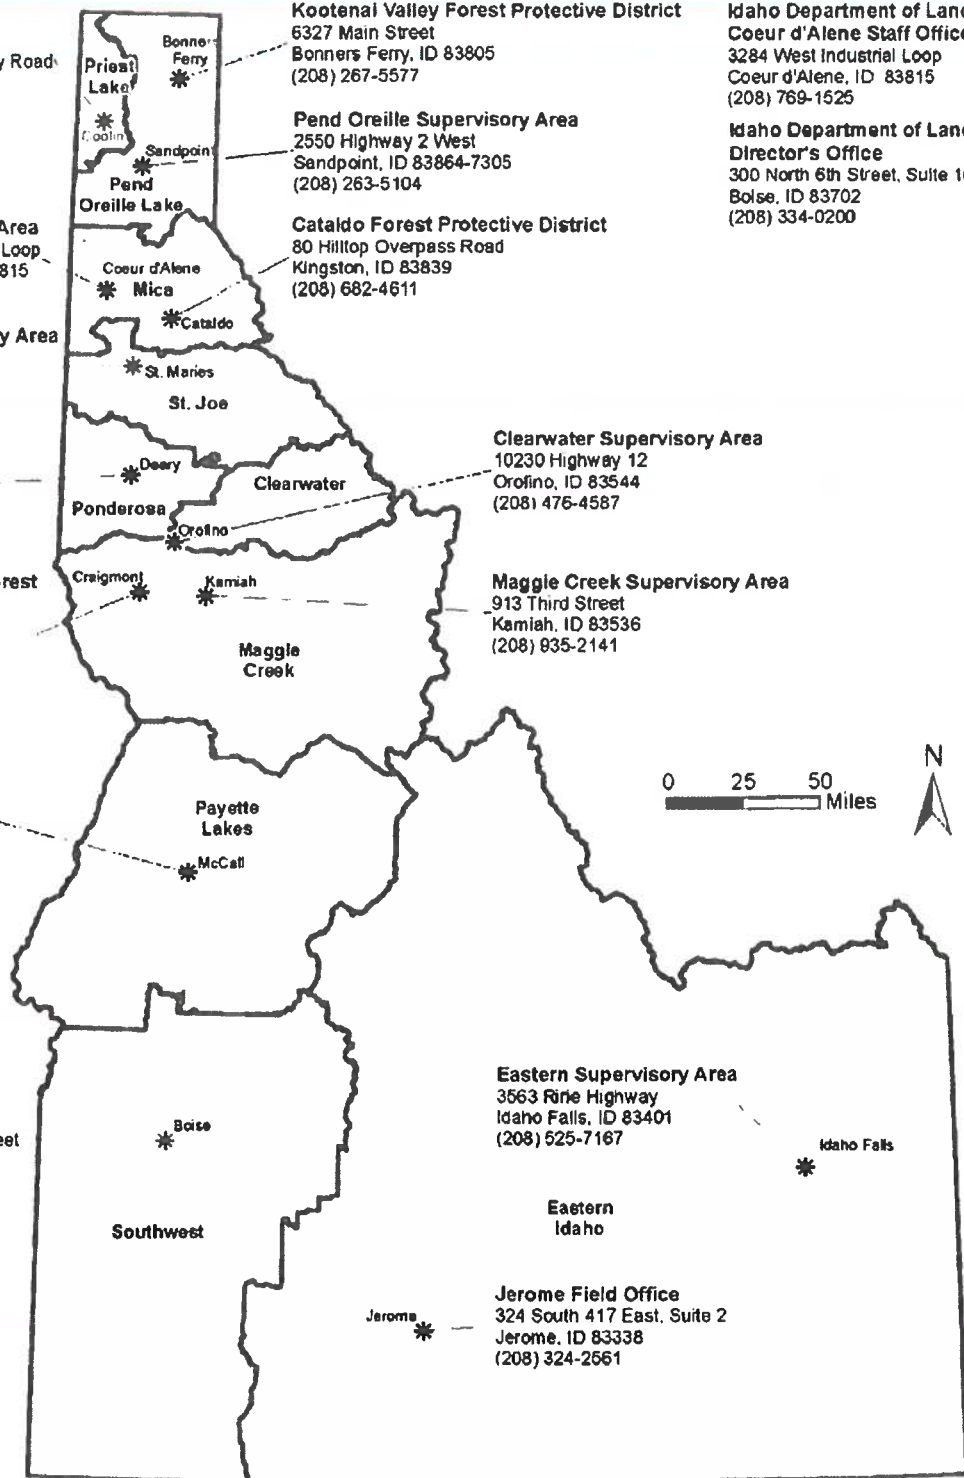 Kootenai Valley Forest Protective District
6327 Main Street
Bonners Ferry, ID 83805
(208) 267-5577
Idaho Department of Lan
Coeur d'Alene Staff Office
3284 West Industrial Loop
Coeur d'Alene, ID 83815
(208) 769-1525
Idaho Department of Lan
Director's Office
300 North 6th Street, Suite 1
Boise, ID 83702
(208) 334-0200
Pend Oreille Supervisory Area
2550 Highway 2 West
Sandpoint, ID 83864-7305
(208) 263-5104
Cataldo Forest Protective District
80 Hilltop Overpass Road
Kingston, ID 83839
(208) 682-4611
y Road
Priest
Lake
Bonners
Ferry
Coolin
Sandpoint
Pend
Oreille Lake
Area
Loop
815
Coeur d'Alene
Mica
Cataldo
y Area
St. Maries
St. Joe
Clearwater Supervisory Area
10230 Highway 12
Orofino, ID 83544
(208) 476-4587
Deary
Ponderosa
Clearwater
Orofino
rest
Craigmont
Kamiah
Maggie Creek Supervisory Area
913 Third Street
Kamiah, ID 83536
(208) 935-2141
Maggie
Creek
N
0 25 50
Miles
Payette
Lakes
McCall
Eastern Supervisory Area
3563 Ririe Highway
Idaho Falls, ID 83401
(208) 525-7167
eet
Boise
Idaho Falls
Southwest
Eastern
Idaho
Jerome
Jerome Field Office
324 South 417 East, Suite 2
Jerome, ID 83338
(208) 324-2561